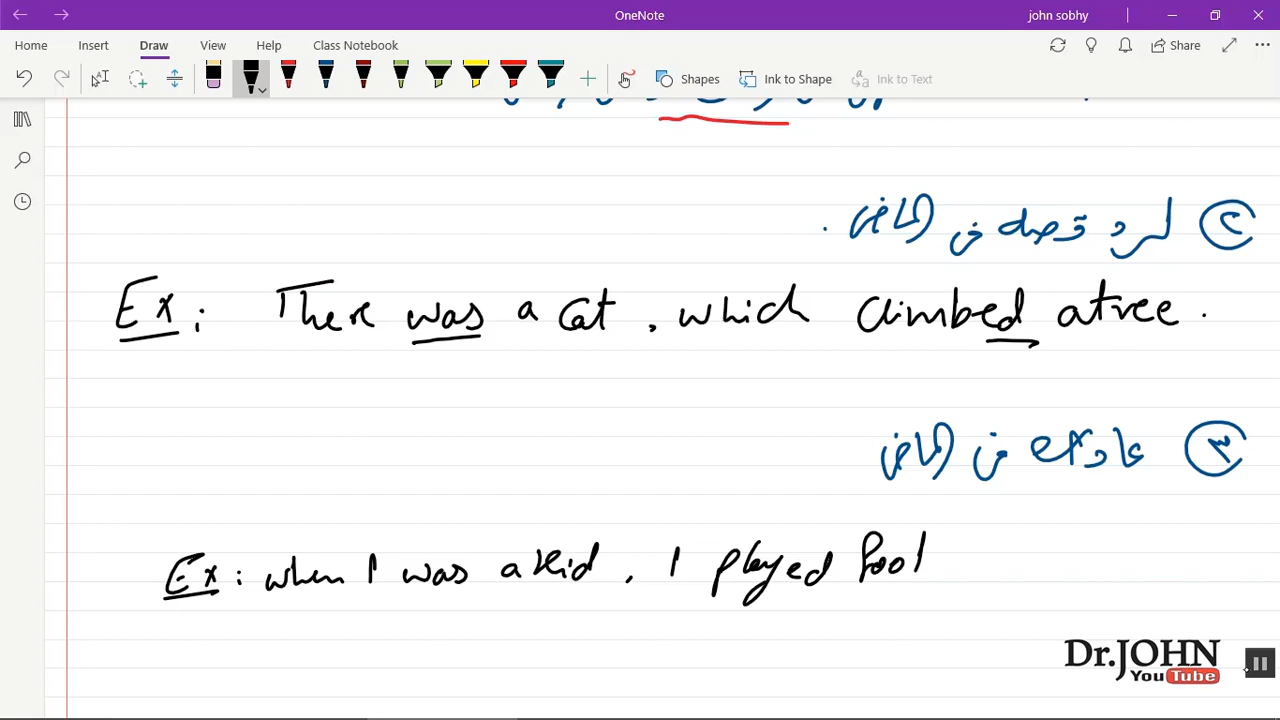 OneNote
john sobhy
Home Insert Draw View Help Class Notebook
Share
Shapes Ink to Shape Ink to Text
٢ لسرد قصة في الماضي .
Ex : There was a cat , which climbed a tree .
٣ عادات في الماضي
Ex : when I was a kid , I played foot
Dr.JOHN
YouTube